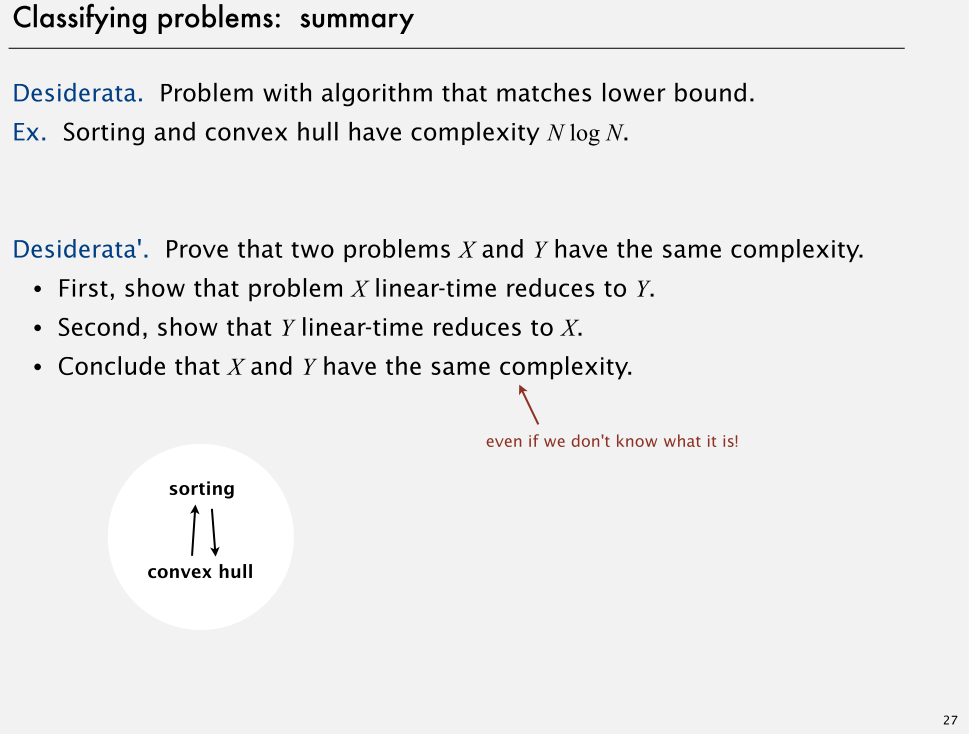 Classifying problems: summary
Desiderata. Problem with algorithm that matches lower bound.
Ex. Sorting and convex hull have complexity N log N.
Desiderata'. Prove that two problems X and Y have the same complexity.
• First, show that problem X linear-time reduces to Y.
• Second, show that Y linear-time reduces to X.
• Conclude that X and Y have the same complexity.
even if we don't know what it is!
sorting
convex hull
27